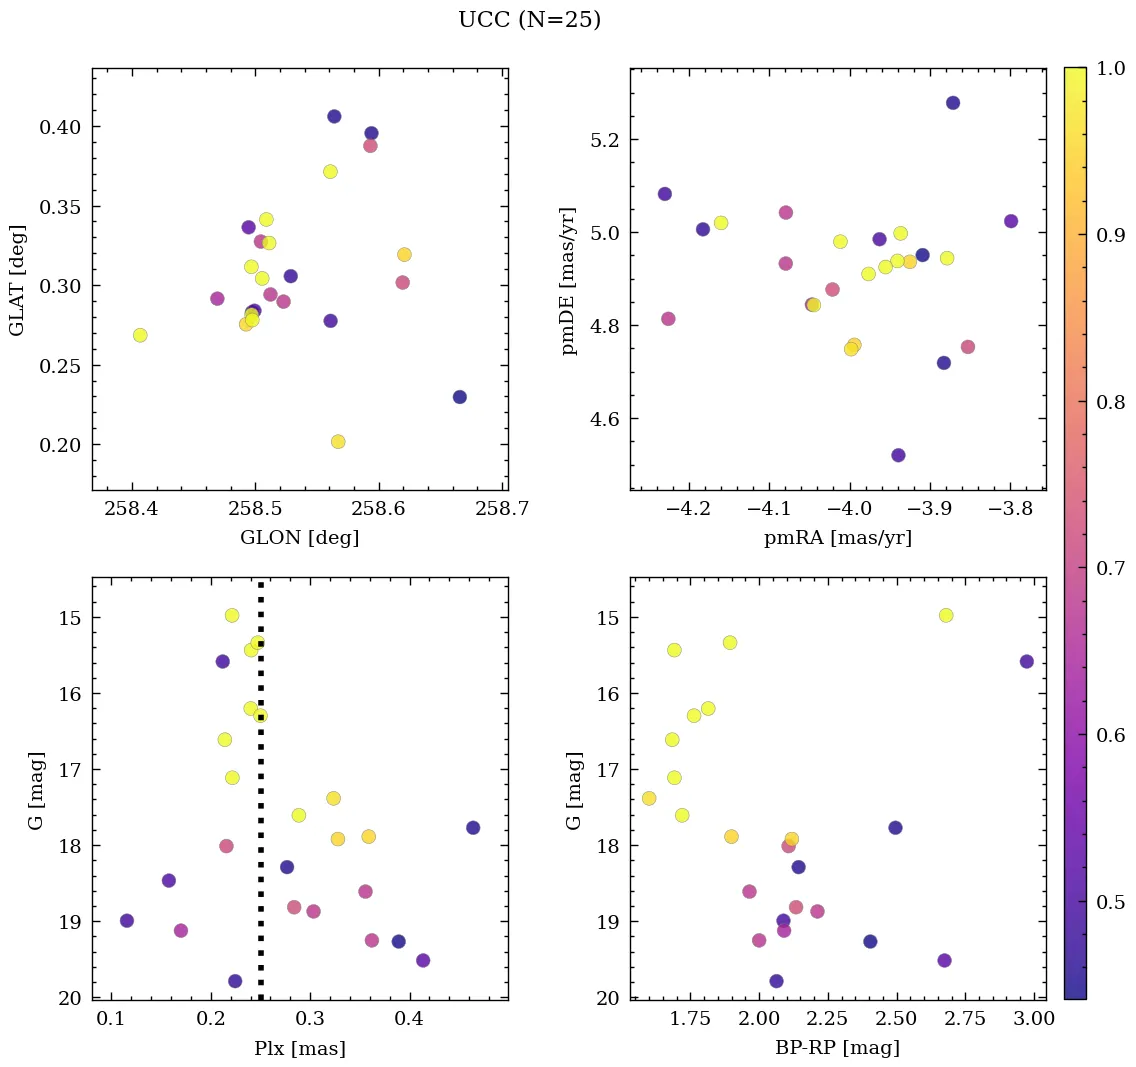 UCC (N=25)
0.40
0.35
0.30
0.25
0.20
GLAT [deg]
258.4 258.5 258.6 258.7
GLON [deg]
5.2
5.0
4.8
4.6
pmDE [mas/yr]
−4.2 −4.1 −4.0 −3.9 −3.8
pmRA [mas/yr]
15
16
17
18
19
20
G [mag]
0.1 0.2 0.3 0.4
Plx [mas]
15
16
17
18
19
20
G [mag]
1.75 2.00 2.25 2.50 2.75 3.00
BP-RP [mag]
1.0
0.9
0.8
0.7
0.6
0.5